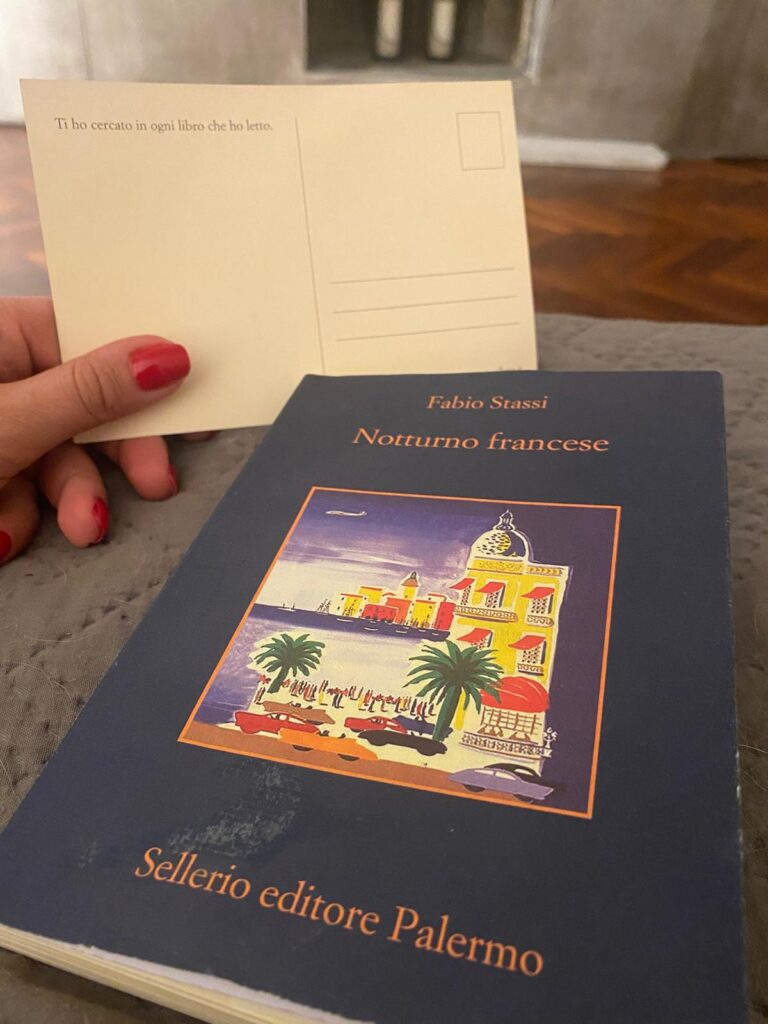 Ti ho cercato in ogni libro che ho letto.
Fabio Stassi
Notturno francese
Sellerio editore Palermo